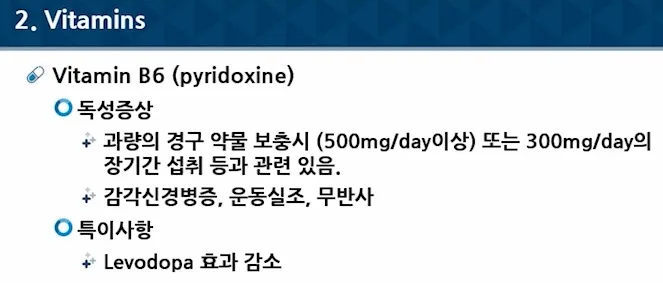 2. Vitamins
Vitamin B6 (pyridoxine)
독성증상
과량의 경구 약물 보충시 (500mg/day이상) 또는 300mg/day의
장기간 섭취 등과 관련 있음.
감각신경병증, 운동실조, 무반사
특이사항
Levodopa 효과 감소